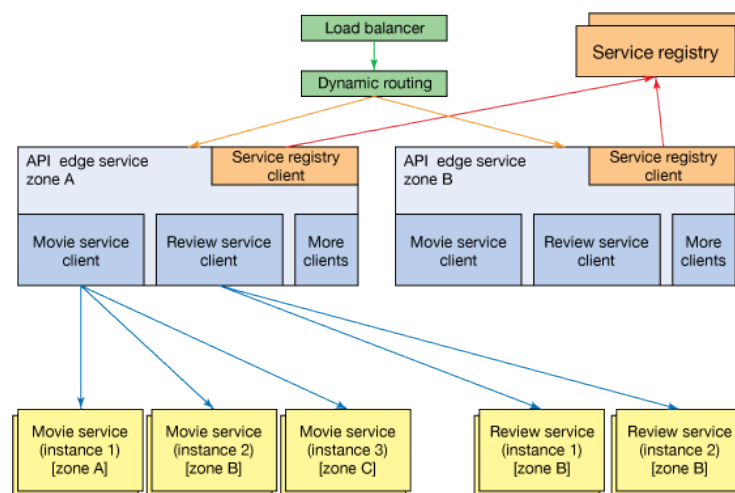 Load balancer
Service registry
Dynamic routing
API edge service
zone A
Service registry
client
API edge service
zone B
Service registry
client
Movie service
client
Review service
client
More
clients
Movie service
client
Review service
client
More
clients
Movie service
(instance 1)
[zone A]
Movie service
(instance 2)
[zone B]
Movie service
(instance 3)
[zone C]
Review service
(instance 1)
[zone B]
Review service
(instance 2)
[zone B]